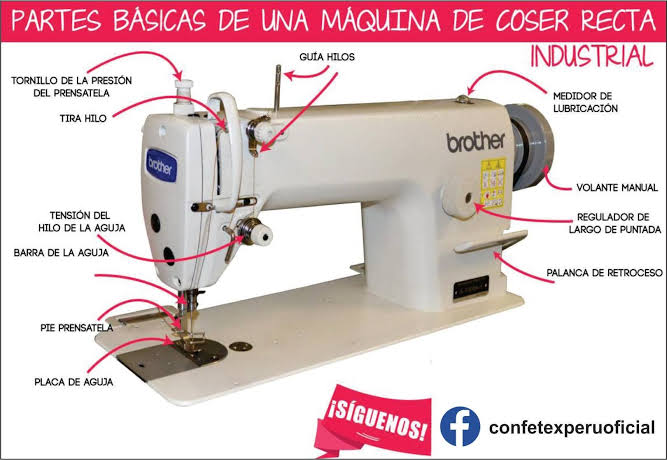 PARTES BÁSICAS DE UNA MÁQUINA DE COSER RECTA
INDUSTRIAL
GUÍA HILOS
TORNILLO DE LA PRESIÓN
DEL PRENSATELA
TIRA HILO
MEDIDOR DE
LUBRICACIÓN
brother
brother
VOLANTE MANUAL
REGULADOR DE
LARGO DE PUNTADA
TENSIÓN DEL
HILO DE LA AGUJA
BARRA DE LA AGUJA
PALANCA DE RETROCESO
PIE PRENSATELA
PLACA DE AGUJA
¡SÍGUENOS!
f confetexperuoficial